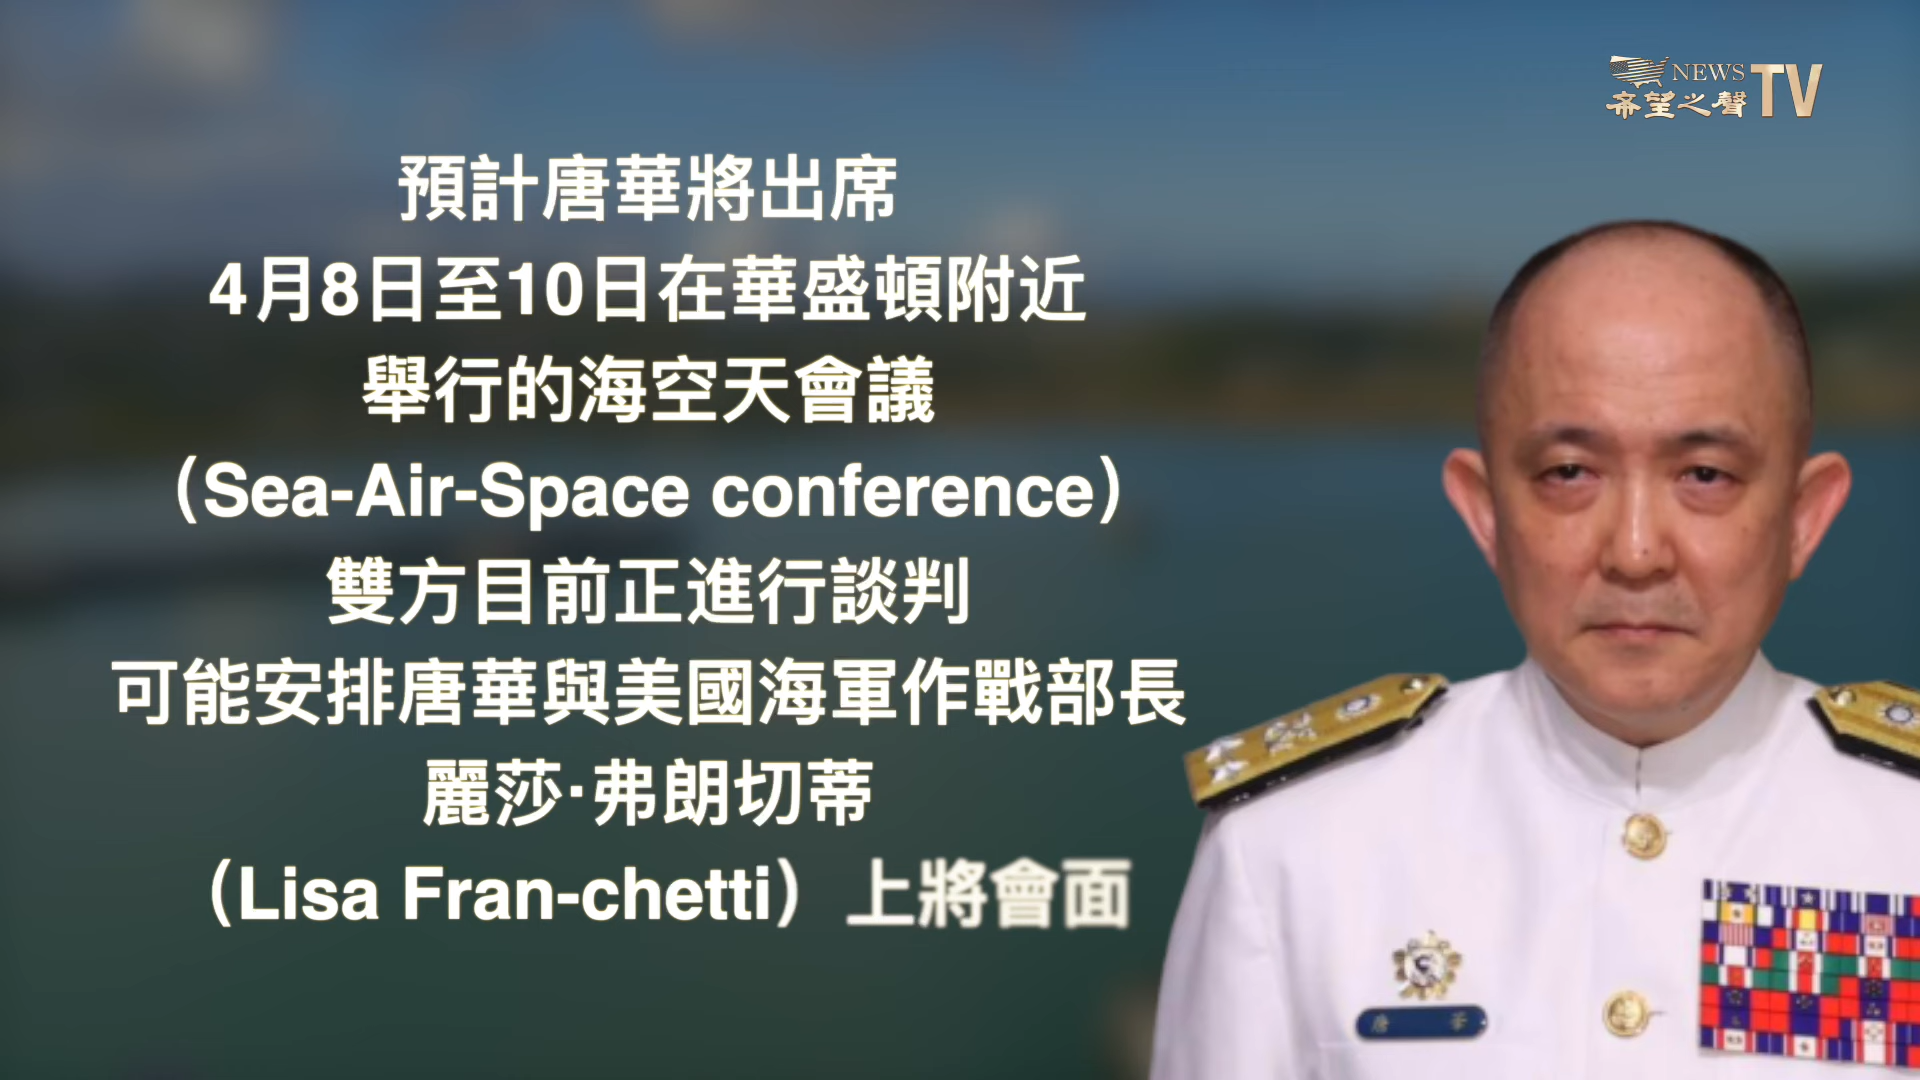 NEWS
希望之聲TV
預計唐華將出席
4月8日至10日在華盛頓附近
舉行的海空天會議
（Sea-Air-Space conference）
雙方目前正進行談判
可能安排唐華與美國海軍作戰部長
麗莎·弗朗切蒂
（Lisa Fran-chetti）上將會面
唐 華